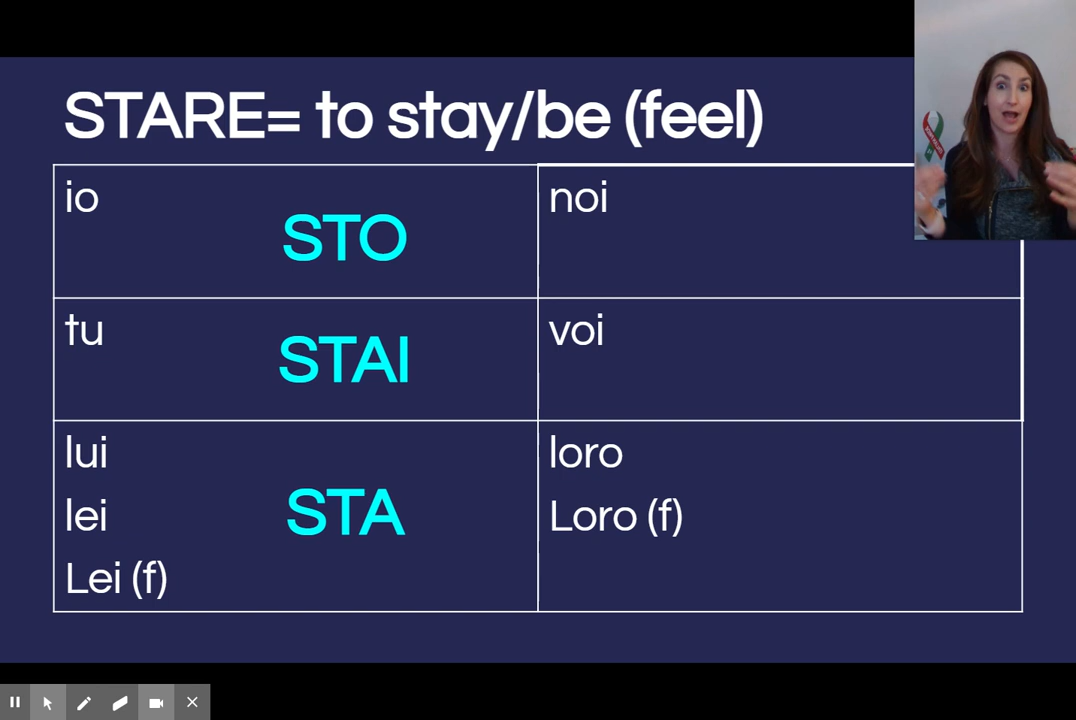 STARE= to stay/be (feel)
io
STO
noi
tu
STAI
voi
lui
lei
Lei (f)
STA
loro
Loro (f)